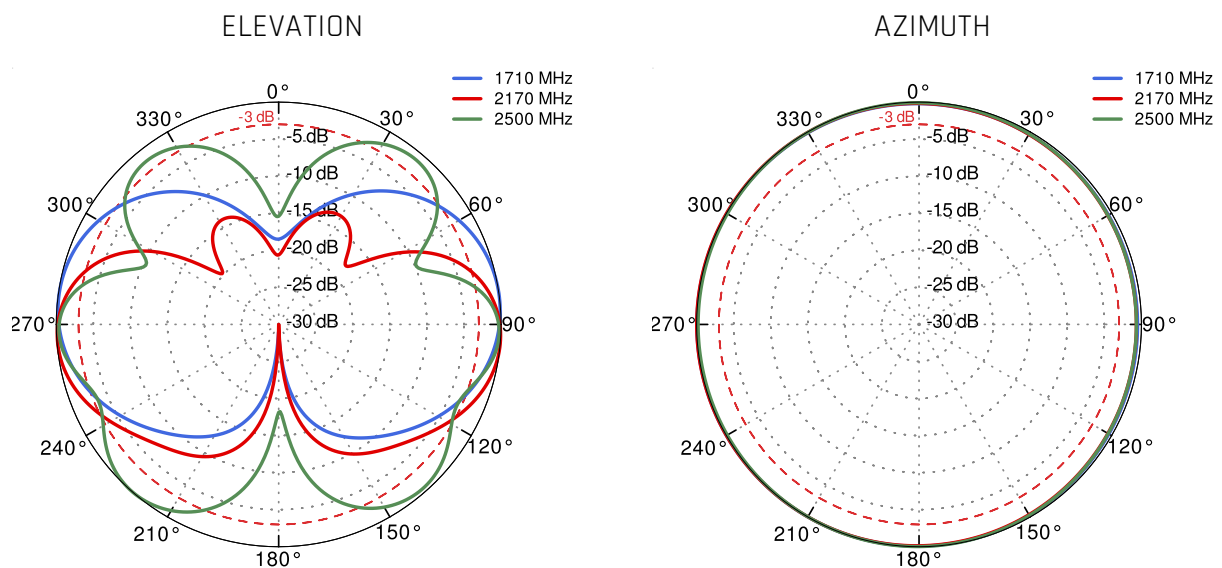 ELEVATION
1710 MHz
2170 MHz
2500 MHz
0°
330°
-3 dB
30°
-5 dB
-10 dB
300°
-15 dB
60°
-20 dB
-25 dB
270°
-30 dB
90°
240°
120°
210°
150°
180°
AZIMUTH
1710 MHz
2170 MHz
2500 MHz
0°
330°
-3 dB
30°
-5 dB
-10 dB
300°
-15 dB
60°
-20 dB
-25 dB
270°
-30 dB
90°
240°
120°
210°
150°
180°